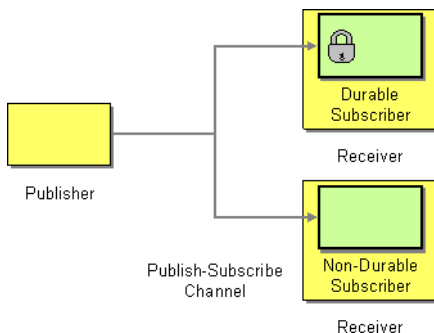 Durable
Subscriber
Receiver
Publisher
Publish-Subscribe
Channel
Non-Durable
Subscriber
Receiver